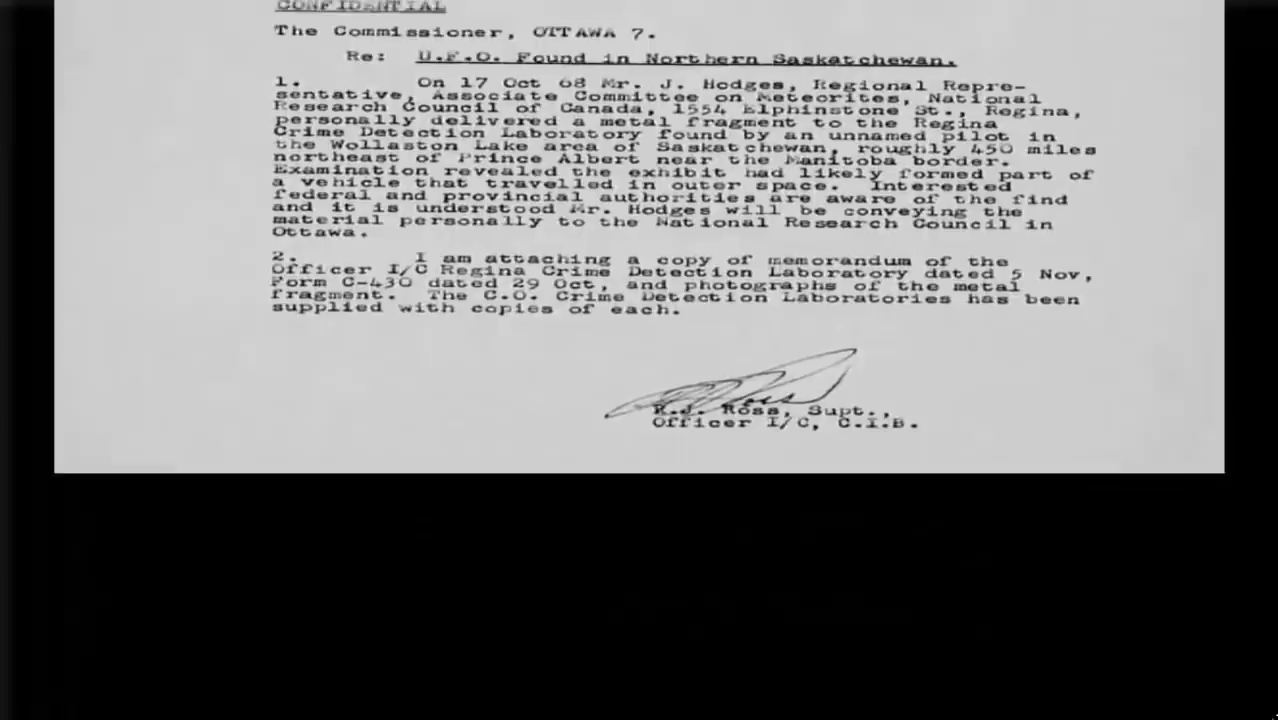 CONFIDENTIAL
The Commissioner, OTTAWA 7.
Re: U.F.O. Found in Northern Saskatchewan.
1. On 17 Oct 68 Mr. J. Hodges, Regional Repre-
sentative, Associate Committee on Meteorites, National
Research Council of Canada, 1554 Elphinstone St., Regina,
personally delivered a metal fragment to the Regina
Crime Detection Laboratory found by an unnamed pilot in
the Wollaston Lake area of Saskatchewan, roughly 450 miles
northeast of Prince Albert near the Manitoba border.
Examination revealed the exhibit had likely formed part of
a vehicle that travelled in outer space. Interested
federal and provincial authorities are aware of the find
and it is understood Mr. Hodges will be conveying the
material personally to the National Research Council in
Ottawa.
2. I am attaching a copy of memorandum of the
Officer I/C Regina Crime Detection Laboratory dated 5 Nov,
Form C-430 dated 29 Oct, and photographs of the metal
fragment. The C.O. Crime Detection Laboratories has been
supplied with copies of each.
R.J. Ross, Supt.,
Officer I/C, C.I.B.